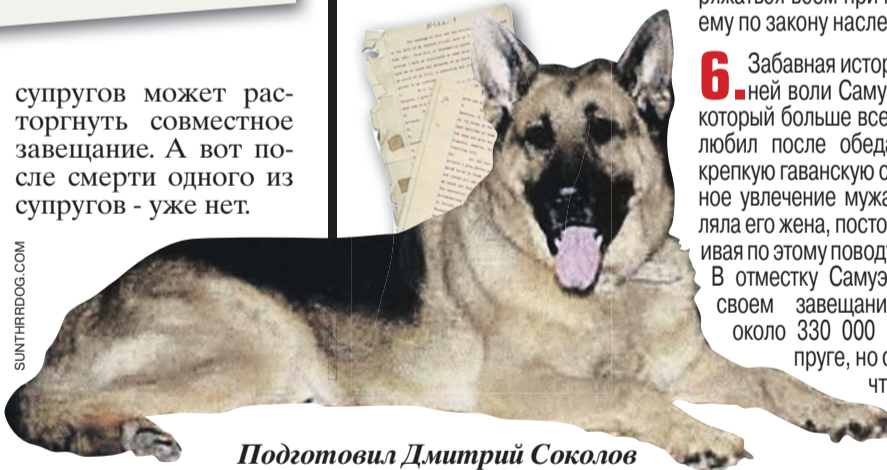 супругов может рас-
торгнуть совместное
завещание. А вот по-
сле смерти одного из
супругов - уже нет.
SUNTHRRDOG.COM
Подготовил Дмитрий Соколов
ему по закону насле
6. Забавная истор
ней воли Саму
который больше все
любил после обеда
крепкую гаванскую с
ное увлечение мужа
ляла его жена, посто
ивая по этому повод
В отместку Самуэ
своем завещани
около 330 000
пруге, но с
чт